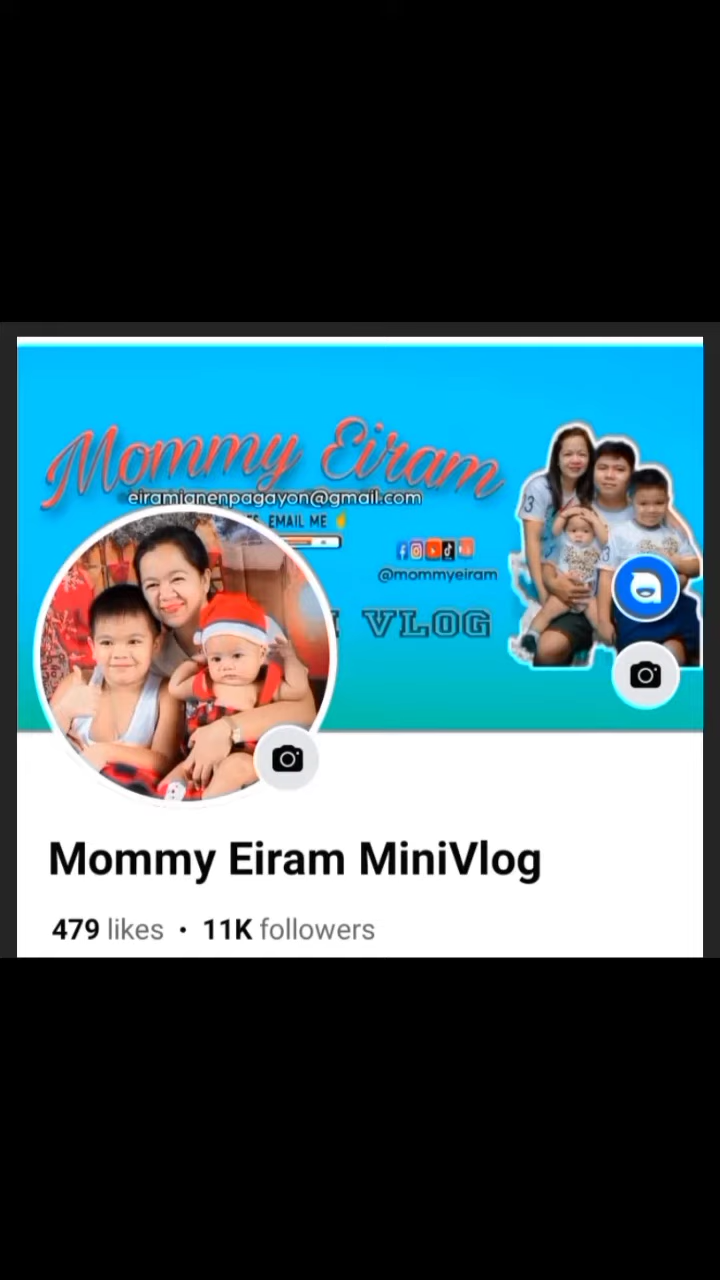 Mommy Eiram
eiramianenpagayon@gmail.com
EMAIL ME
@mommyeiram
VLOG
Mommy Eiram MiniVlog
479 likes • 11K followers